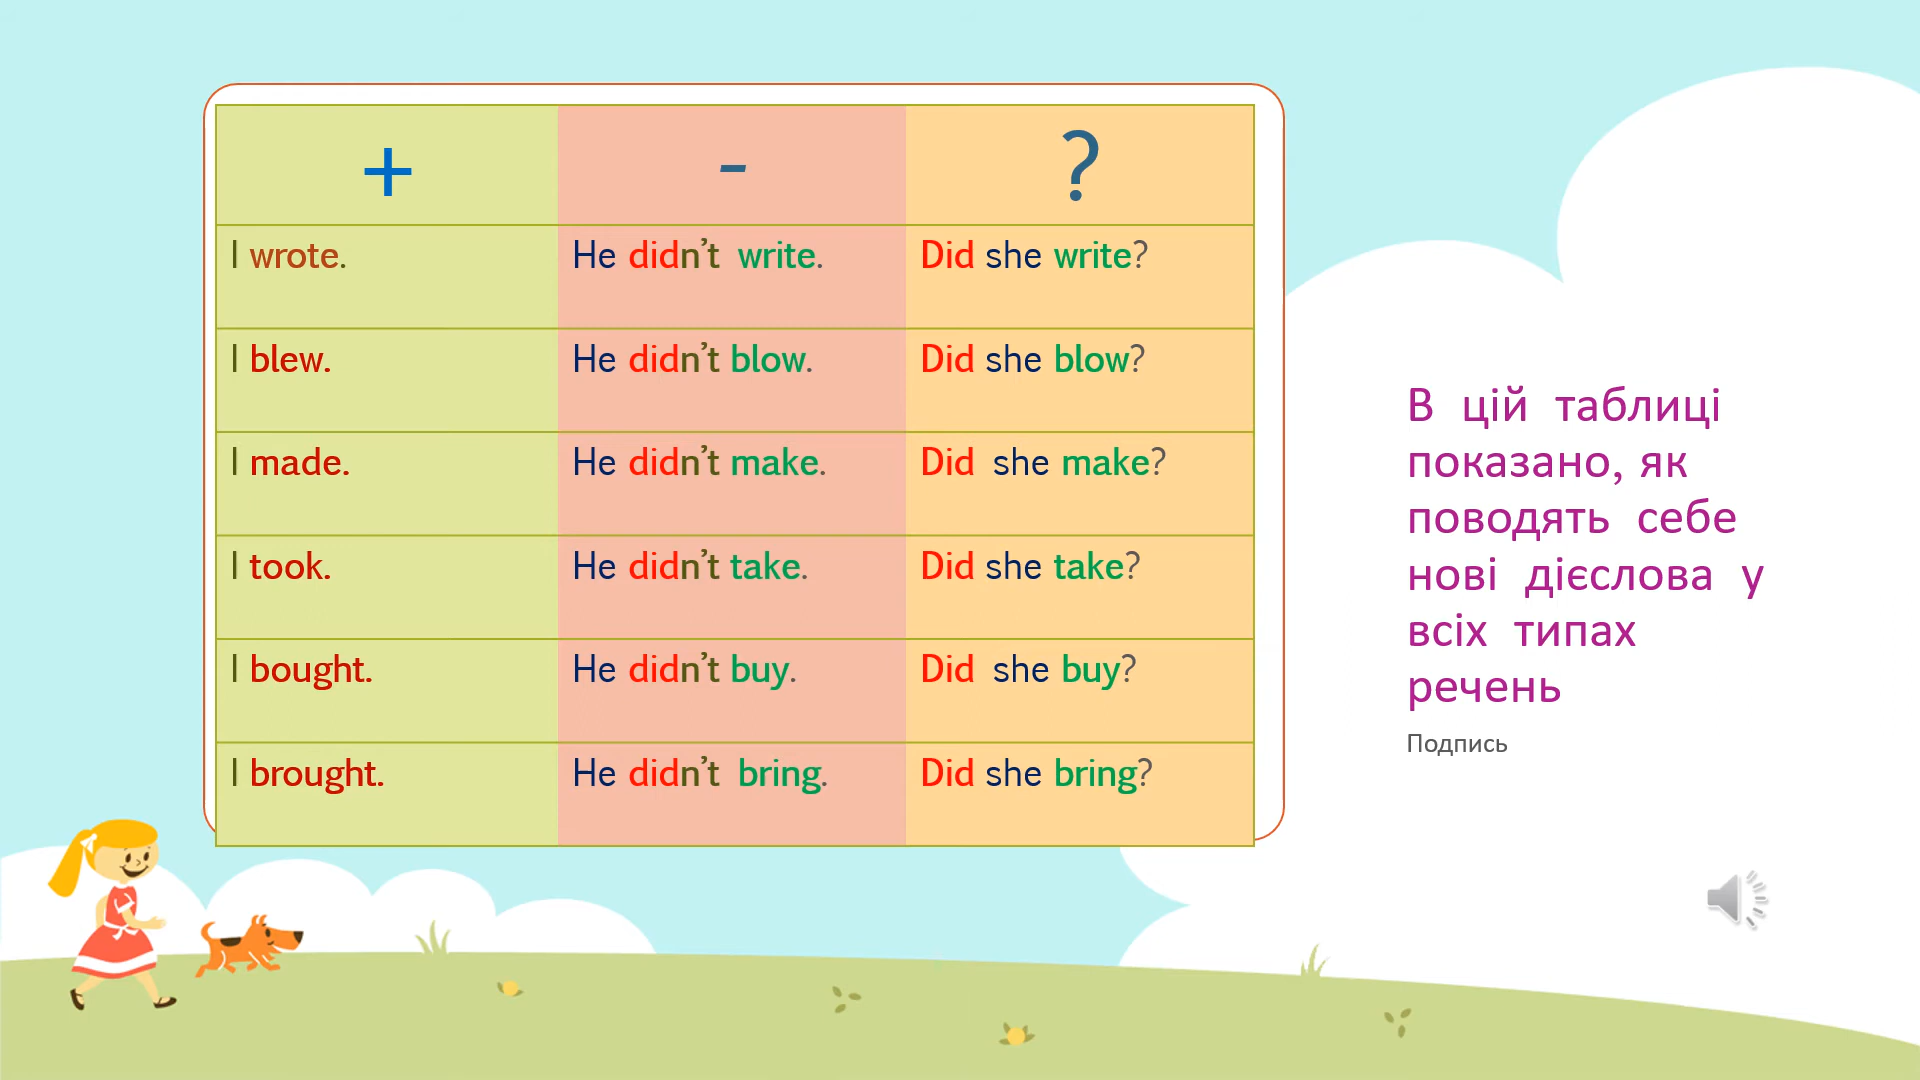 + - ?
I wrote. He didn’t write. Did she write?
I blew. He didn’t blow. Did she blow?
I made. He didn’t make. Did she make?
I took. He didn’t take. Did she take?
I bought. He didn’t buy. Did she buy?
I brought. He didn’t bring. Did she bring?
В цій таблиці
показано, як
поводять себе
нові дієслова у
всіх типах
речень
Подпись